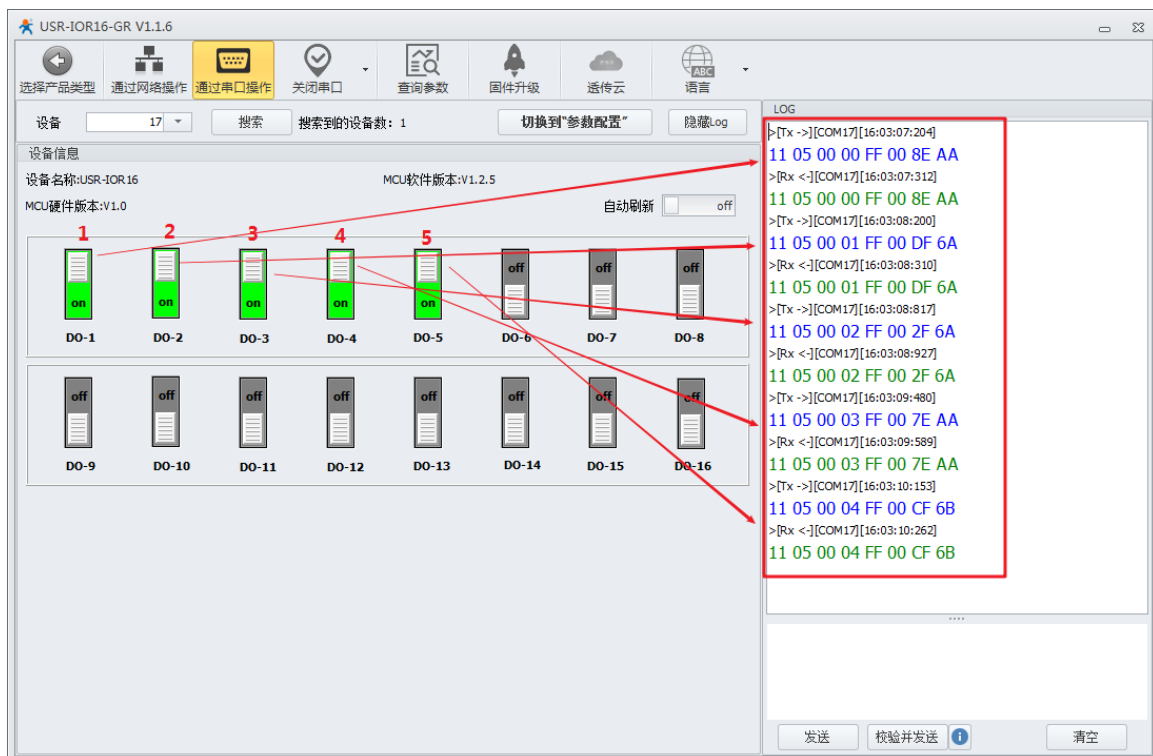 USR-IOR16-GR V1.1.6
选择产品类型 通过网络操作 通过串口操作 关闭串口 查询参数 固件升级 透传云 语言
ABC
设备 17 搜索 搜索到的设备数: 1 切换到"参数配置" 隐藏Log
设备信息
设备名称:USR-IOR16 MCU软件版本:V1.2.5
MCU硬件版本:V1.0 自动刷新 off
1 2 3 4 5
off off off
on on on on on
DO-1 DO-2 DO-3 DO-4 DO-5 DO-6 DO-7 DO-8
off off off off off off off off
DO-9 DO-10 DO-11 DO-12 DO-13 DO-14 DO-15 DO-16
LOG
>[Tx ->][COM17][16:03:07:204]
11 05 00 00 FF 00 8E AA
>[Rx <-][COM17][16:03:07:312]
11 05 00 00 FF 00 8E AA
>[Tx ->][COM17][16:03:08:200]
11 05 00 01 FF 00 DF 6A
>[Rx <-][COM17][16:03:08:310]
11 05 00 01 FF 00 DF 6A
>[Tx ->][COM17][16:03:08:817]
11 05 00 02 FF 00 2F 6A
>[Rx <-][COM17][16:03:08:927]
11 05 00 02 FF 00 2F 6A
>[Tx ->][COM17][16:03:09:480]
11 05 00 03 FF 00 7E AA
>[Rx <-][COM17][16:03:09:589]
11 05 00 03 FF 00 7E AA
>[Tx ->][COM17][16:03:10:153]
11 05 00 04 FF 00 CF 6B
>[Rx <-][COM17][16:03:10:262]
11 05 00 04 FF 00 CF 6B
发送 校验并发送 清空